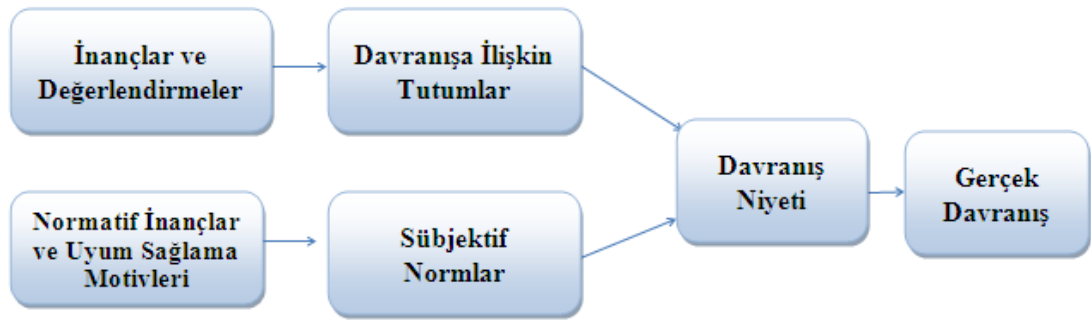 İnançlar ve
Değerlendirmeler
Davranışa İlişkin
Tutumlar
Normatif İnançlar
ve Uyum Sağlama
Motivleri
Sübjektif
Normlar
Davranış
Niyeti
Gerçek
Davranış